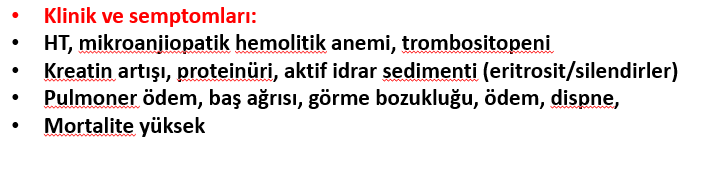 • Klinik ve semptomları:
• HT, mikroanjiopatik hemolitik anemi, trombositopeni
• Kreatin artışı, proteinüri, aktif idrar sedimenti (eritrosit/silendirler)
• Pulmoner ödem, baş ağrısı, görme bozukluğu, ödem, dispne,
• Mortalite yüksek